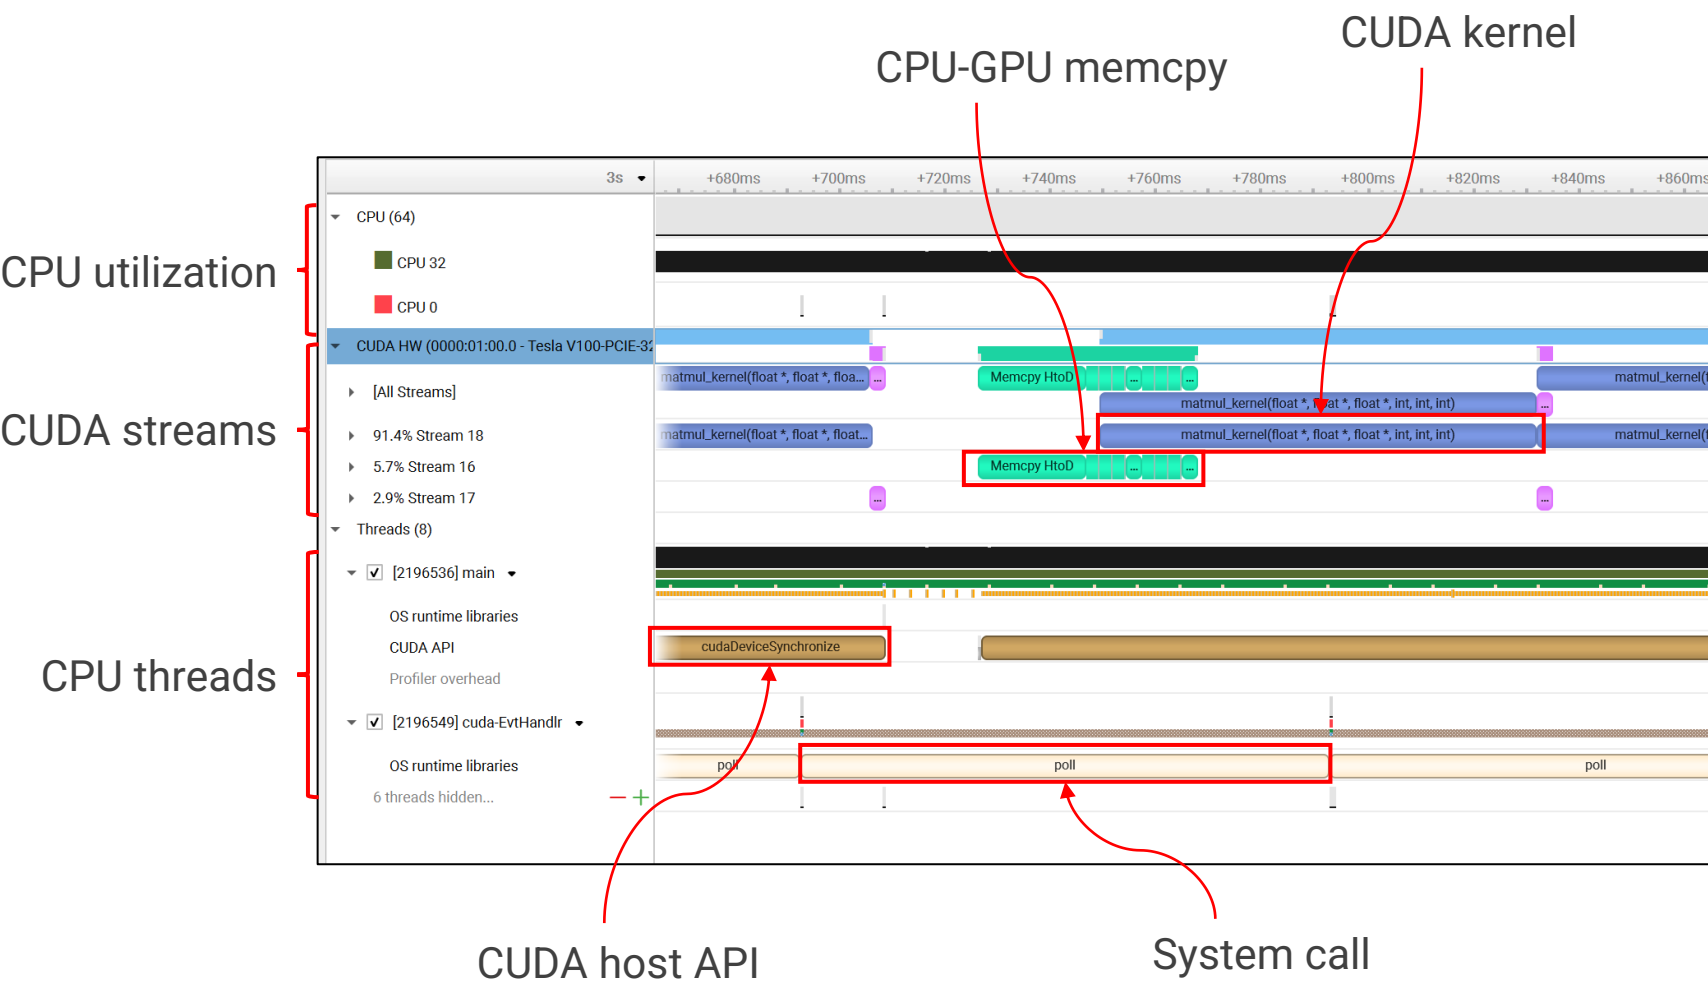 CUDA kernel
CPU-GPU memcpy
3s
+680ms +700ms +720ms +740ms +760ms +780ms +800ms +820ms +840ms +860ms
CPU (64)
CPU utilization
CPU 32
CPU 0
CUDA HW (0000:01:00.0 - Tesla V100-PCIE-32
matmul_kernel(float *, float *, floa... ... Memcpy HtoD ... ... matmul_kernel(f
[All Streams]
matmul_kernel(float *, float *, float *, int, int, int) ...
CUDA streams
91.4% Stream 18
matmul_kernel(float *, float *, float... matmul_kernel(float *, float *, float *, int, int, int) matmul_kernel(f
5.7% Stream 16
Memcpy HtoD ... ...
2.9% Stream 17
... ...
Threads (8)
[2196536] main
OS runtime libraries
CUDA API
cudaDeviceSynchronize
CPU threads
Profiler overhead
[2196549] cuda-EvtHandlr
OS runtime libraries
poll poll poll
6 threads hidden...
CUDA host API
System call